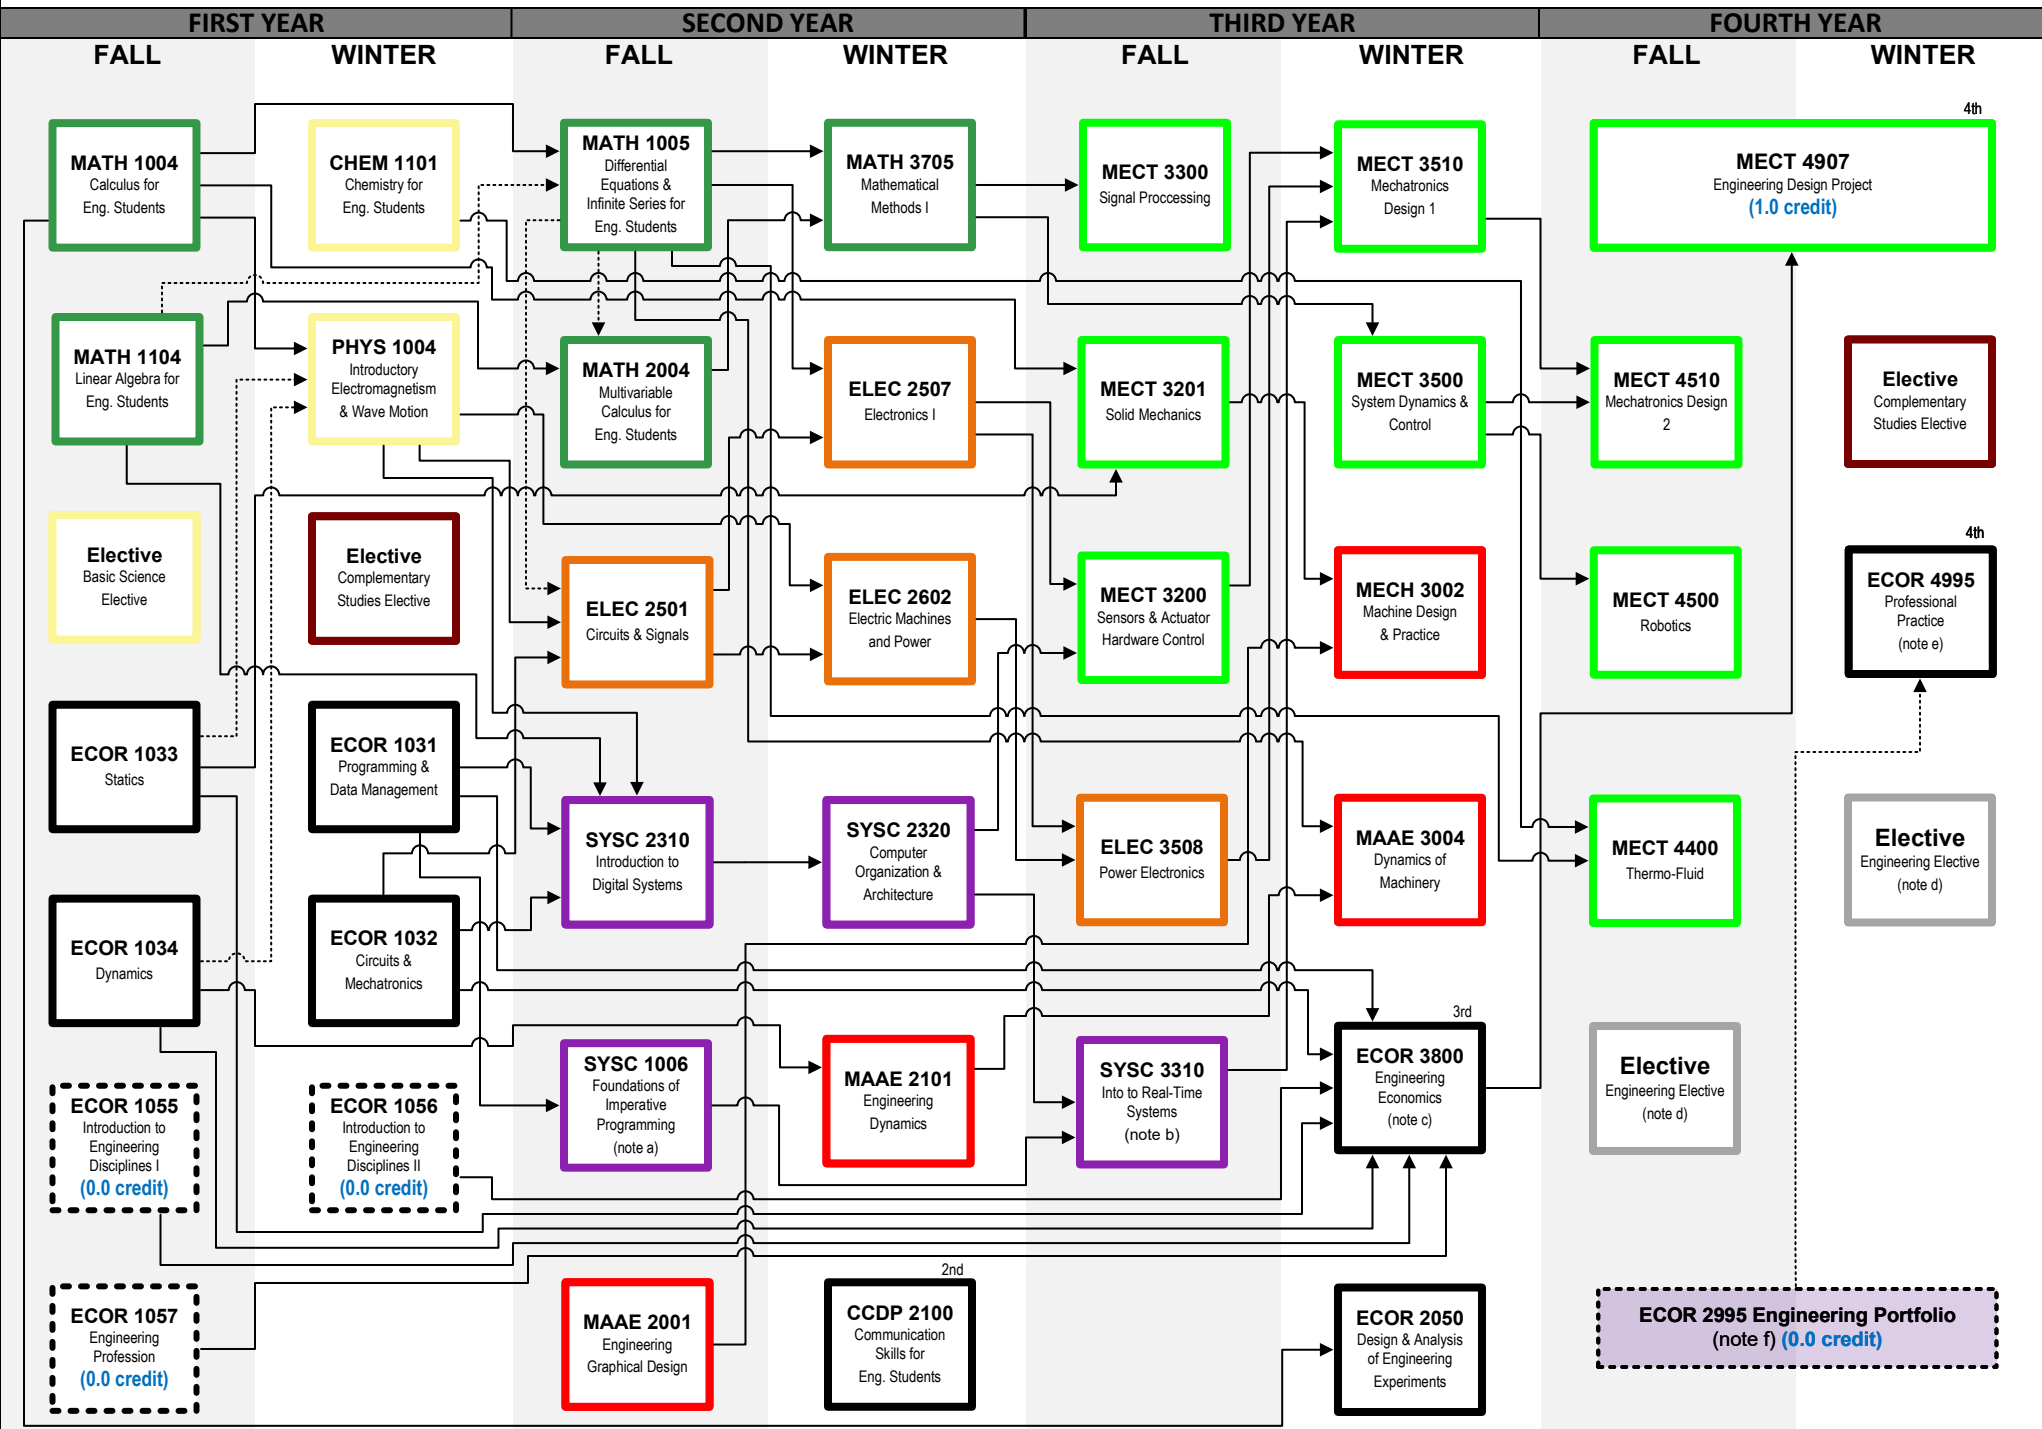 FIRST YEAR
SECOND YEAR
THIRD YEAR
FOURTH YEAR
FALL
WINTER
FALL
WINTER
FALL
WINTER
FALL
WINTER
MATH 1004
Calculus for
Eng. Students
CHEM 1101
Chemistry for
Eng. Students
MATH 1005
Differential
Equations &
Infinite Series for
Eng. Students
MATH 3705
Mathematical
Methods I
MECT 3300
Signal Proccessing
MECT 3510
Mechatronics
Design 1
4th
MECT 4907
Engineering Design Project
(1.0 credit)
MATH 1104
Linear Algebra for
Eng. Students
PHYS 1004
Introductory
Electromagnetism
& Wave Motion
MATH 2004
Multivariable
Calculus for
Eng. Students
ELEC 2507
Electronics I
MECT 3201
Solid Mechanics
MECT 3500
System Dynamics &
Control
MECT 4510
Mechatronics Design
2
Elective
Complementary
Studies Elective
Elective
Basic Science
Elective
Elective
Complementary
Studies Elective
ELEC 2501
Circuits & Signals
ELEC 2602
Electric Machines
and Power
MECT 3200
Sensors & Actuator
Hardware Control
MECH 3002
Machine Design
& Practice
MECT 4500
Robotics
4th
ECOR 4995
Professional
Practice
(note e)
ECOR 1033
Statics
ECOR 1031
Programming &
Data Management
SYSC 2310
Introduction to
Digital Systems
SYSC 2320
Computer
Organization &
Architecture
ELEC 3508
Power Electronics
MAAE 3004
Dynamics of
Machinery
MECT 4400
Thermo-Fluid
Elective
Engineering Elective
(note d)
ECOR 1034
Dynamics
ECOR 1032
Circuits &
Mechatronics
SYSC 1006
Foundations of
Imperative
Programming
(note a)
MAAE 2101
Engineering
Dynamics
SYSC 3310
Into to Real-Time
Systems
(note b)
3rd
ECOR 3800
Engineering
Economics
(note c)
Elective
Engineering Elective
(note d)
ECOR 1055
Introduction to
Engineering
Disciplines I
(0.0 credit)
ECOR 1056
Introduction to
Engineering
Disciplines II
(0.0 credit)
ECOR 1057
Engineering
Profession
(0.0 credit)
MAAE 2001
Engineering
Graphical Design
2nd
CCDP 2100
Communication
Skills for
Eng. Students
ECOR 2050
Design & Analysis
of Engineering
Experiments
ECOR 2995 Engineering Portfolio
(note f) (0.0 credit)